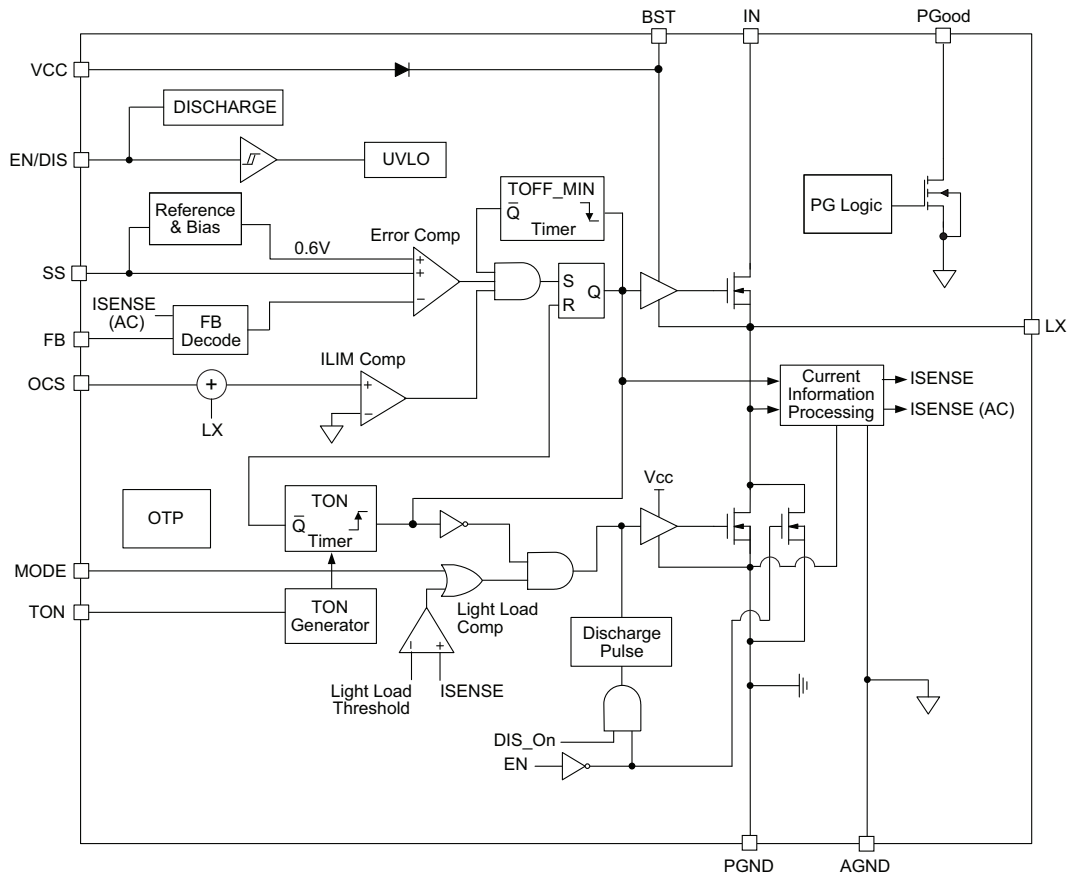 BST
IN
PGood
VCC
DISCHARGE
EN/DIS
UVLO
TOFF_MIN
Q̅
Timer
Reference
& Bias
PG Logic
Error Comp
0.6V
+
+
−
SS
S
R
Q
ISENSE
(AC)
FB
Decode
FB
LX
ILIM Comp
OCS
+
+
−
LX
Current
Information
Processing
ISENSE
ISENSE (AC)
Vcc
OTP
TON
Q̅
Timer
MODE
TON
TON
Generator
Light Load
Comp
−
+
Light Load
Threshold
ISENSE
Discharge
Pulse
DIS_On
EN
PGND
AGND